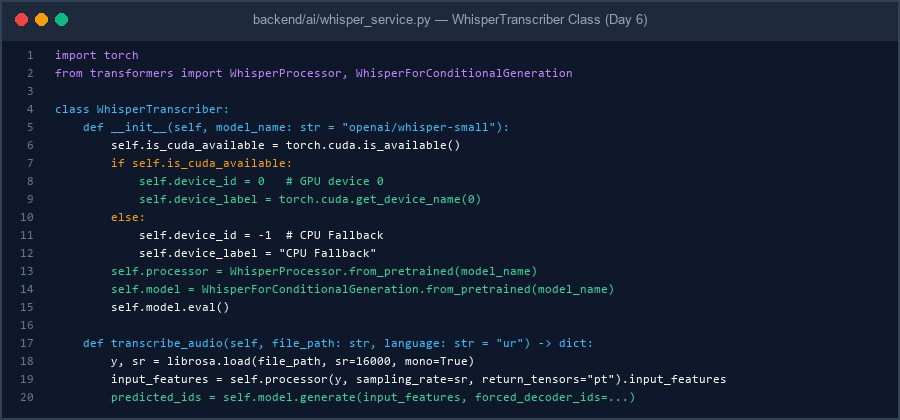 backend/ai/whisper_service.py — WhisperTranscriber Class (Day 6)
1 import torch
2 from transformers import WhisperProcessor, WhisperForConditionalGeneration
3
4 class WhisperTranscriber:
5     def __init__(self, model_name: str = "openai/whisper-small"):
6         self.is_cuda_available = torch.cuda.is_available()
7         if self.is_cuda_available:
8             self.device_id = 0   # GPU device 0
9             self.device_label = torch.cuda.get_device_name(0)
10         else:
11             self.device_id = -1  # CPU Fallback
12             self.device_label = "CPU Fallback"
13         self.processor = WhisperProcessor.from_pretrained(model_name)
14         self.model = WhisperForConditionalGeneration.from_pretrained(model_name)
15         self.model.eval()
16
17     def transcribe_audio(self, file_path: str, language: str = "ur") -> dict:
18         y, sr = librosa.load(file_path, sr=16000, mono=True)
19         input_features = self.processor(y, sampling_rate=sr, return_tensors="pt").input_features
20         predicted_ids = self.model.generate(input_features, forced_decoder_ids=...)